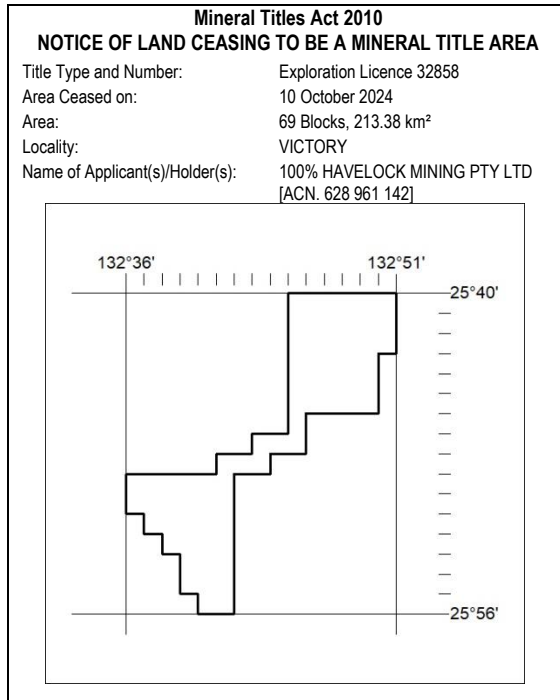 Mineral Titles Act 2010
NOTICE OF LAND CEASING TO BE A MINERAL TITLE AREA
Title Type and Number: Exploration Licence 32858
Area Ceased on: 10 October 2024
Area: 69 Blocks, 213.38 km²
Locality: VICTORY
Name of Applicant(s)/Holder(s): 100% HAVELOCK MINING PTY LTD
[ACN. 628 961 142]
132°36' 132°51'
25°40'
25°56'